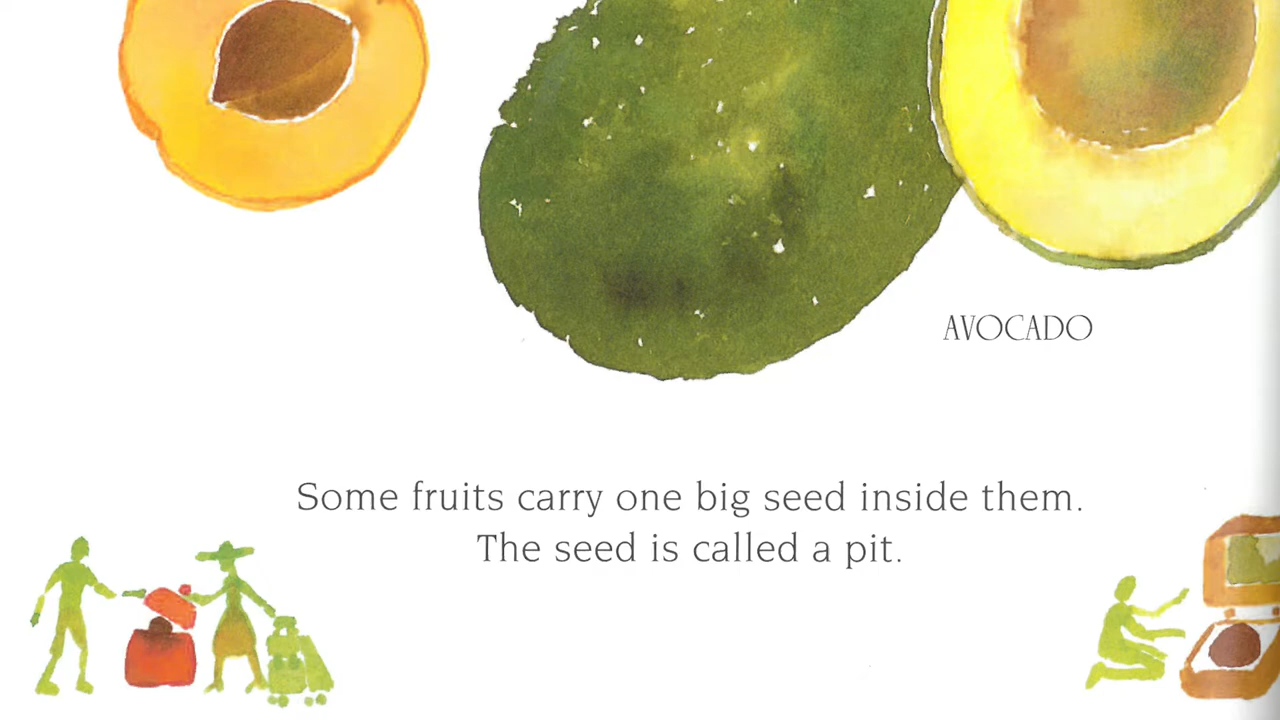 AVOCADO
Some fruits carry one big seed inside them.
The seed is called a pit.